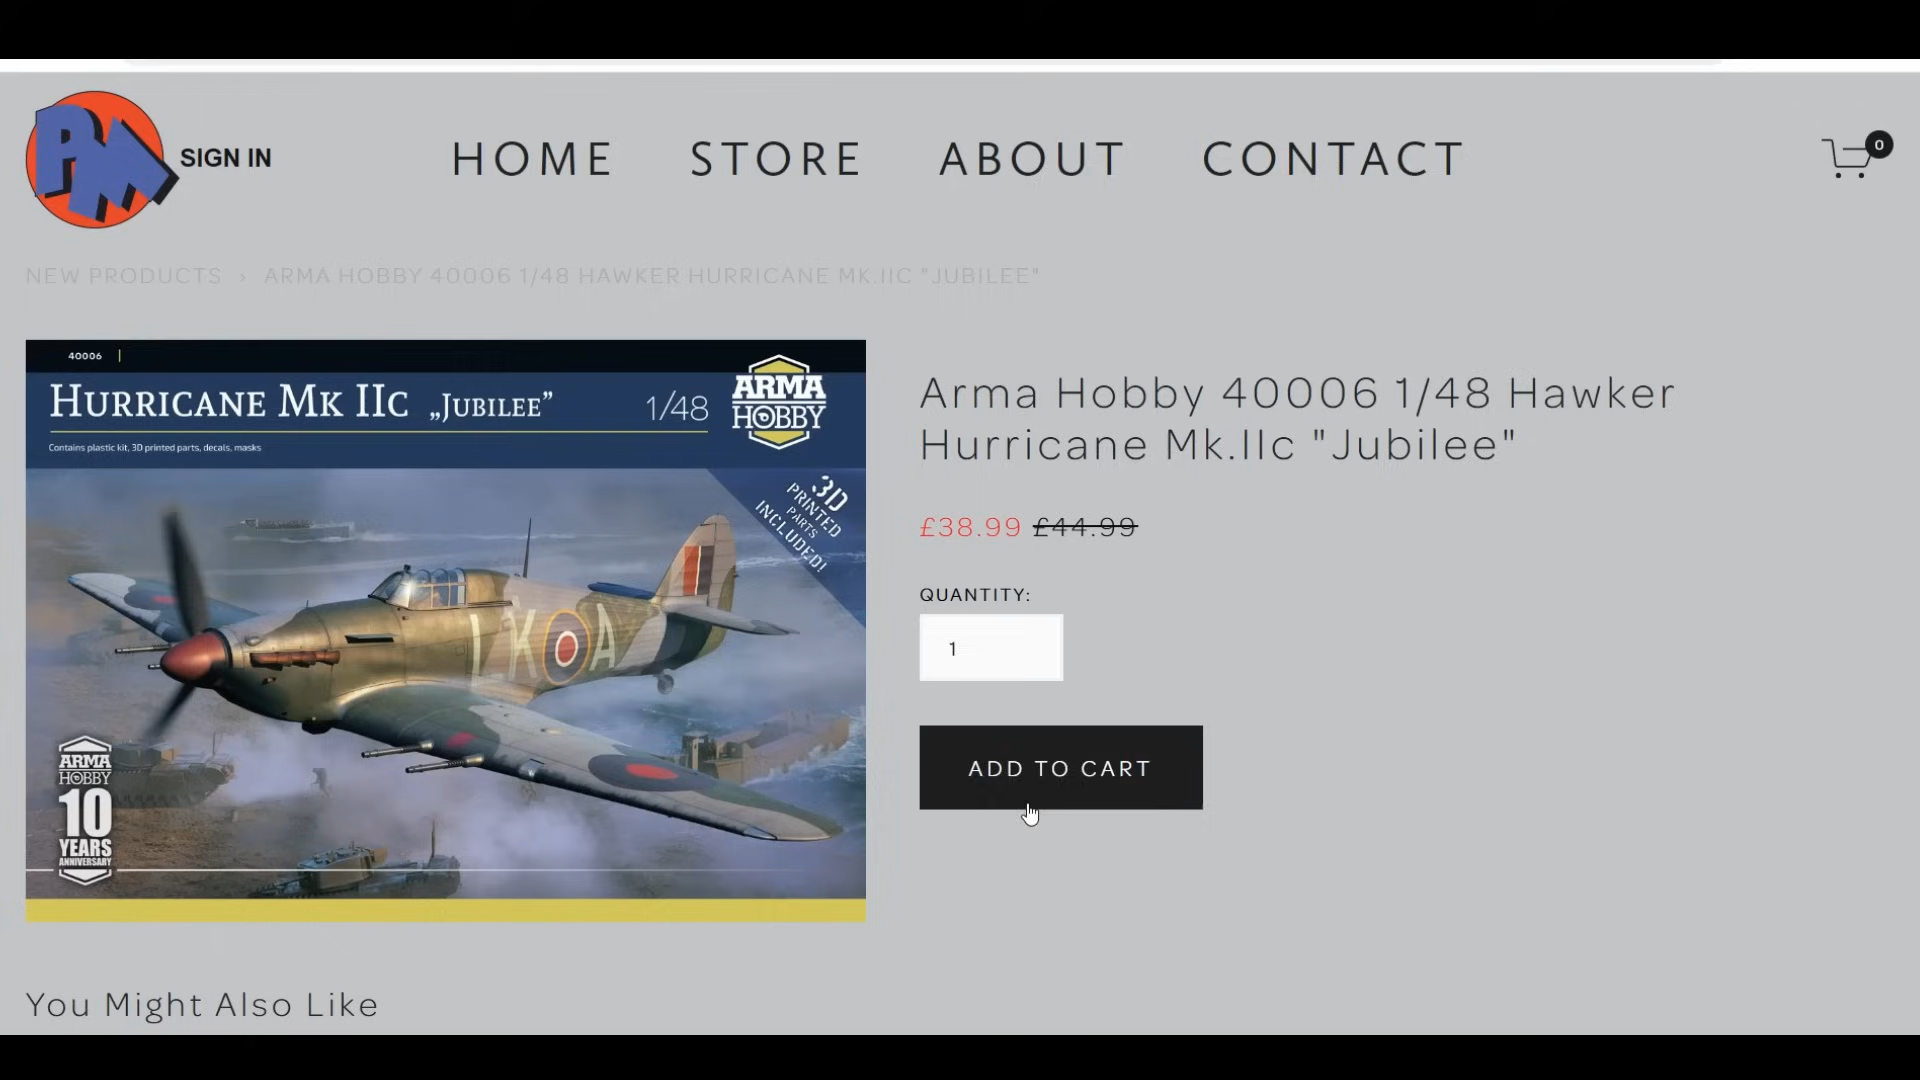 PM
SIGN IN
HOME
STORE
ABOUT
CONTACT
0
NEW PRODUCTS › ARMA HOBBY 40006 1/48 HAWKER HURRICANE MK.IIC "JUBILEE"
40006
HURRICANE MK IIC „JUBILEE”
1/48
ARMA
HOBBY
Contains plastic kit, 3D printed parts, decals, masks
3D
PRINTED
PARTS
INCLUDED!
LK A
ARMA
HOBBY
10
YEARS
ANNIVERSARY
Arma Hobby 40006 1/48 Hawker
Hurricane Mk.IIc "Jubilee"
£38.99 £44.99
QUANTITY:
1
ADD TO CART
You Might Also Like